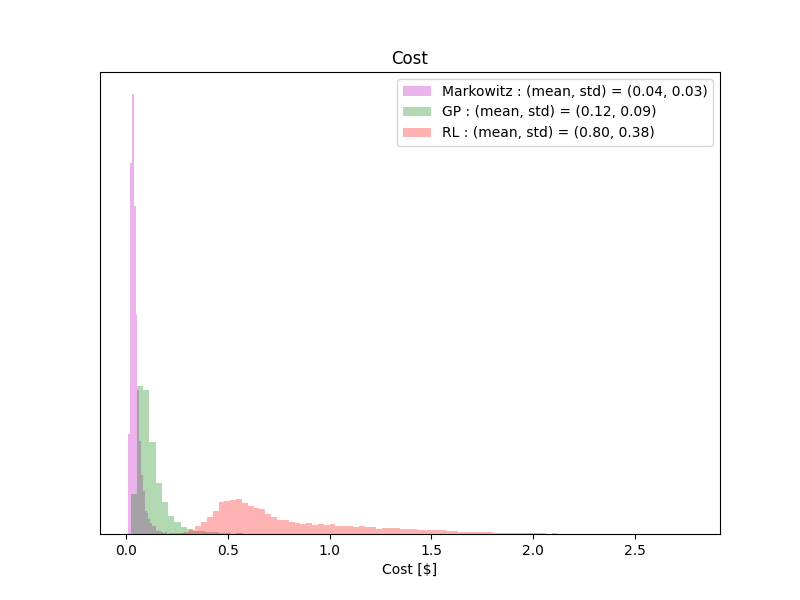 Cost
Markowitz : (mean, std) = (0.04, 0.03)
GP : (mean, std) = (0.12, 0.09)
RL : (mean, std) = (0.80, 0.38)
0.0 0.5 1.0 1.5 2.0 2.5
Cost [$]